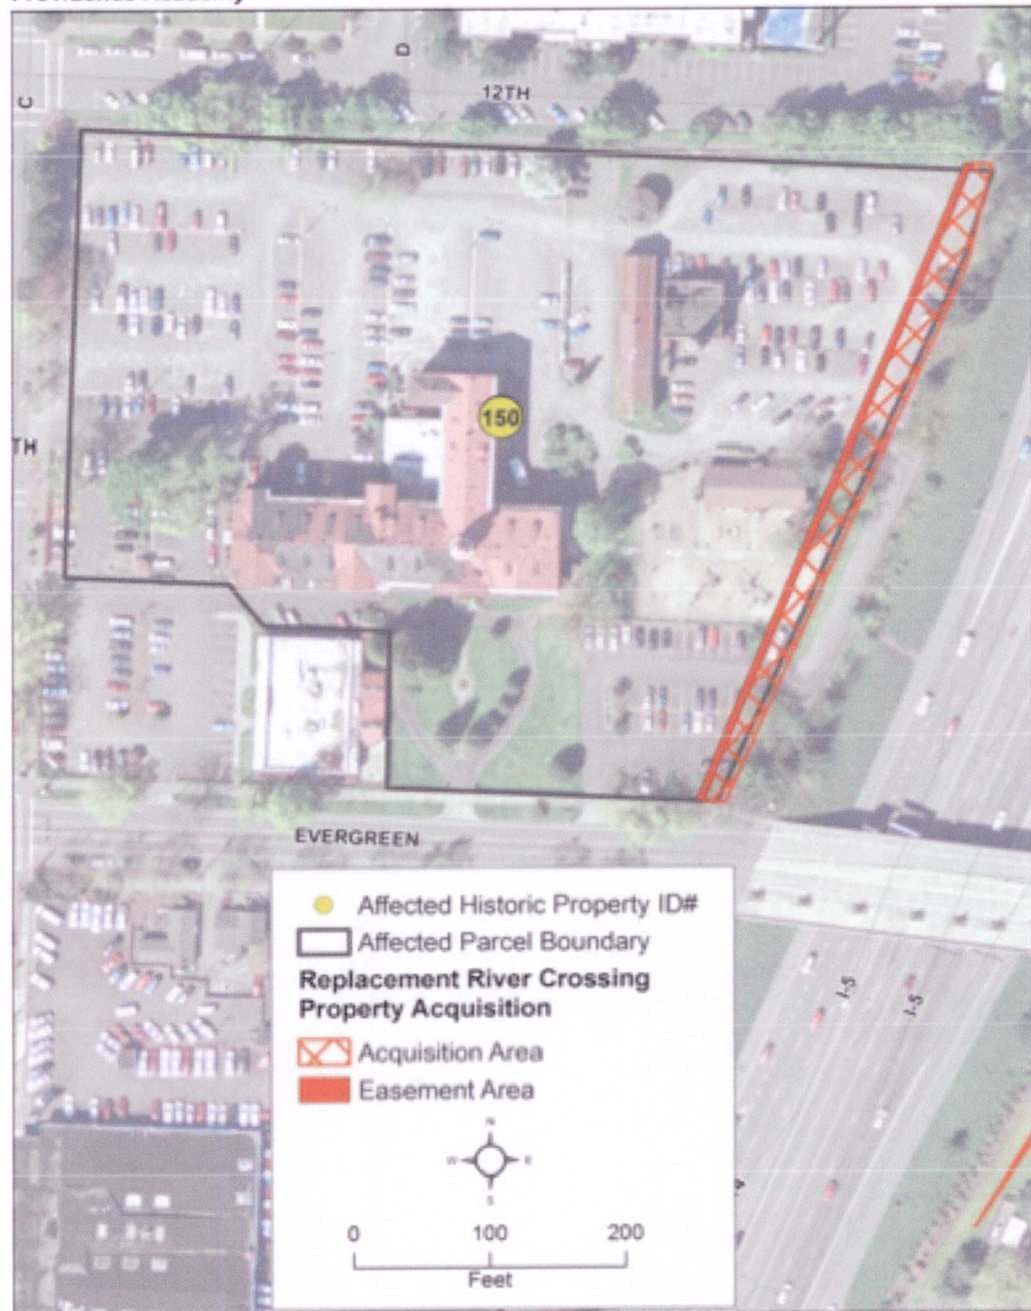 D
C
12TH
150
TH
EVERGREEN
Affected Historic Property ID#
Affected Parcel Boundary
Replacement River Crossing
Property Acquisition
Acquisition Area
Easement Area
N
W E
S
0 100 200
Feet
I-5
I-5